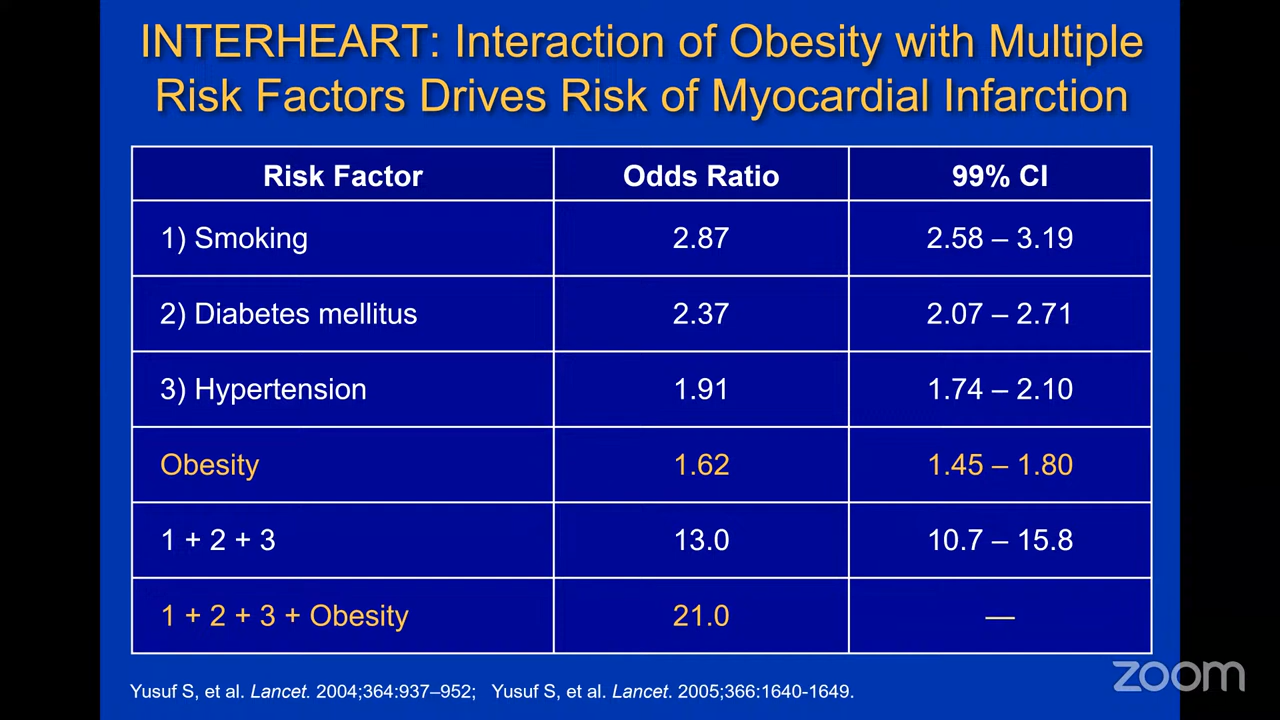 INTERHEART: Interaction of Obesity with Multiple
Risk Factors Drives Risk of Myocardial Infarction
Risk Factor Odds Ratio 99% CI
1) Smoking 2.87 2.58 – 3.19
2) Diabetes mellitus 2.37 2.07 – 2.71
3) Hypertension 1.91 1.74 – 2.10
Obesity 1.62 1.45 – 1.80
1 + 2 + 3 13.0 10.7 – 15.8
1 + 2 + 3 + Obesity 21.0 —
Yusuf S, et al. Lancet. 2004;364:937–952; Yusuf S, et al. Lancet. 2005;366:1640-1649.
zoom